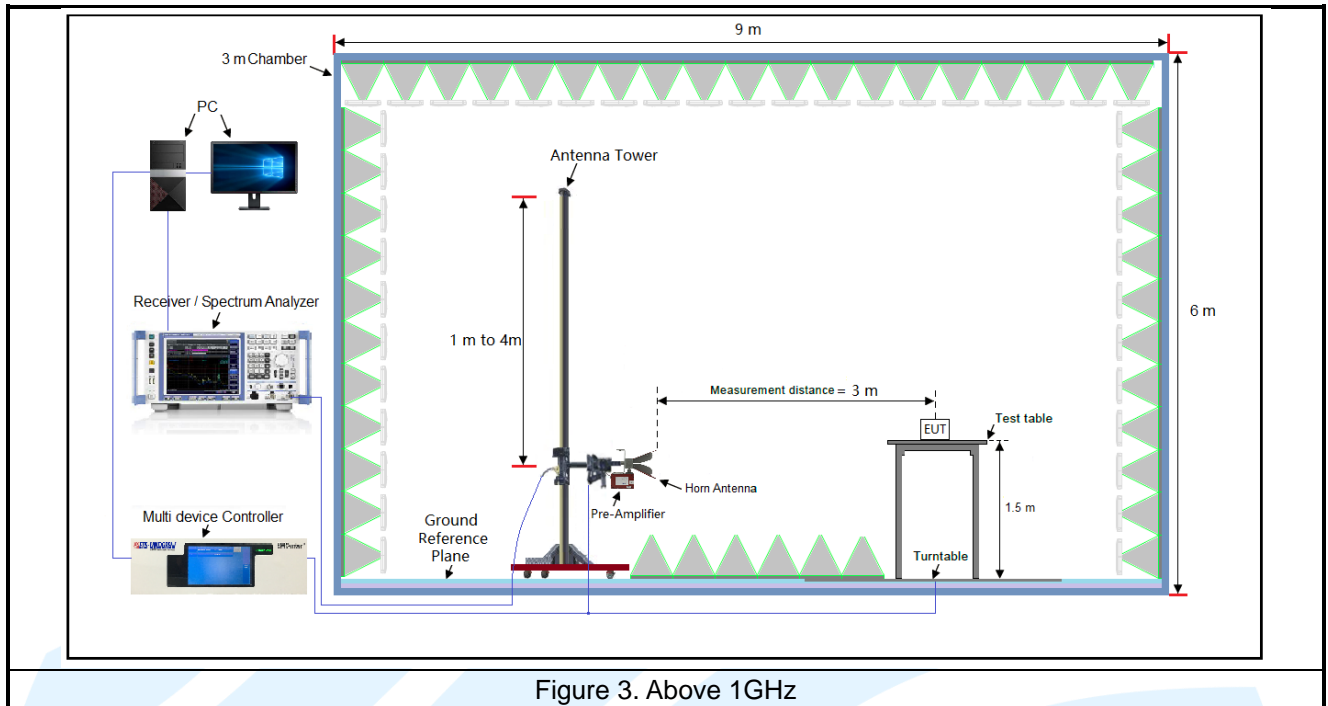 9 m
3 m Chamber
PC
Antenna Tower
Receiver / Spectrum Analyzer
1 m to 4m
6 m
Measurement distance = 3 m
EUT
Test table
Horn Antenna
Pre-Amplifier
1.5 m
Multi device Controller
Ground
Reference
Plane
Turntable
Figure 3. Above 1GHz